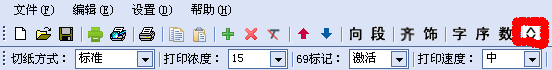 文件(F) 编辑(E) 设置(D) 帮助(H)
向 段 齐 饰 字 序 数
切纸方式: 标准 打印浓度: 15 69标记: 激活 打印速度: 中